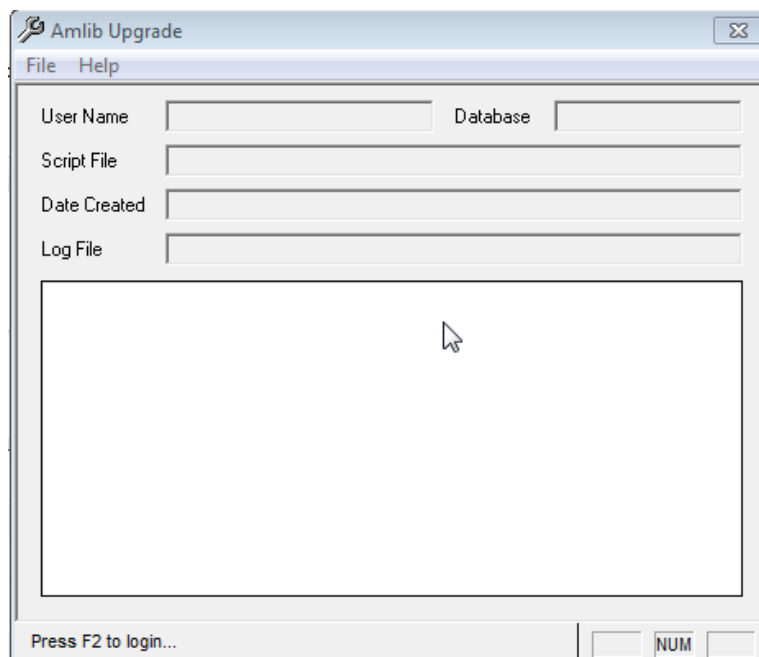 Amlib Upgrade
File Help
User Name Database
Script File
Date Created
Log File
Press F2 to login...
NUM